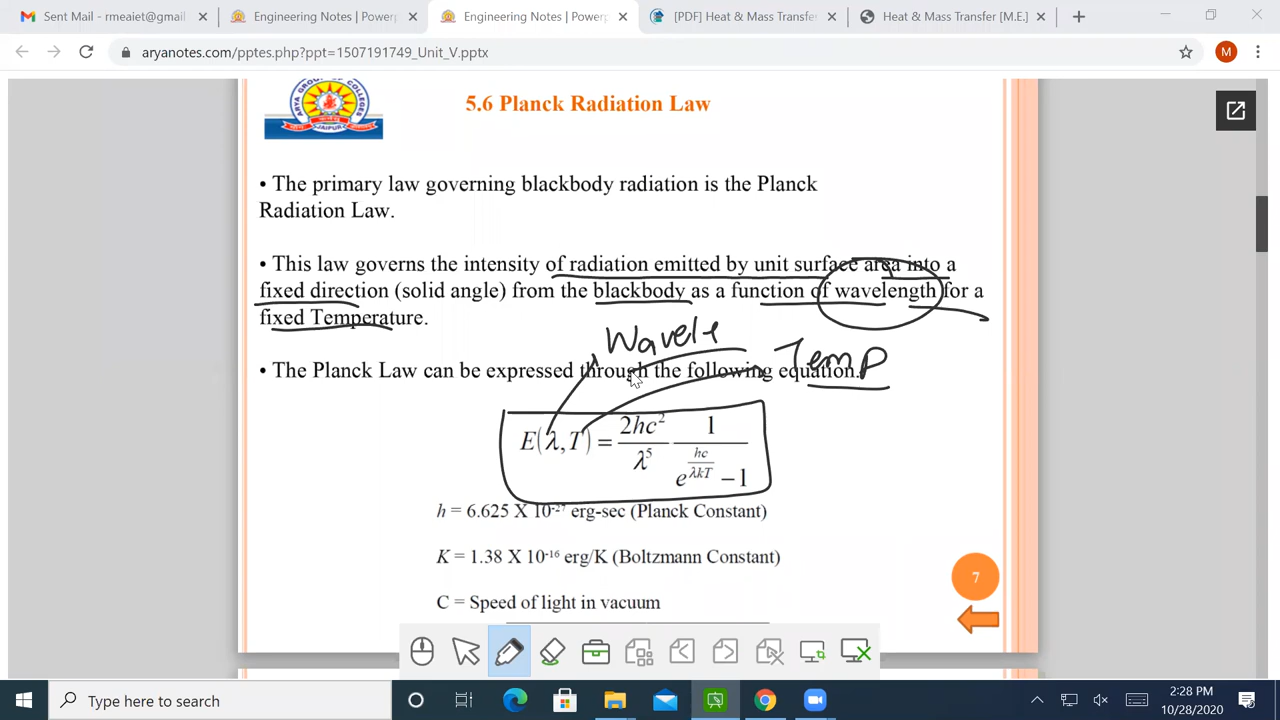 Sent Mail - rmeaiet@gmail
Engineering Notes | Powerp
Engineering Notes | Powerp
[PDF] Heat & Mass Transfer
Heat & Mass Transfer [M.E.]
aryanotes.com/pptes.php?ppt=1507191749_Unit_V.pptx
M
5.6 Planck Radiation Law
• The primary law governing blackbody radiation is the Planck
Radiation Law.
• This law governs the intensity of radiation emitted by unit surface area into a
fixed direction (solid angle) from the blackbody as a function of wavelength for a
fixed Temperature.
Wavele
Temp
• The Planck Law can be expressed through the following equation.
E(λ,T) = 2hc² / λ⁵ 1 / e^(hc/λkT) − 1
h = 6.625 X 10⁻²⁷ erg-sec (Planck Constant)
K = 1.38 X 10⁻¹⁶ erg/K (Boltzmann Constant)
C = Speed of light in vacuum
7
Type here to search
2:28 PM
10/28/2020